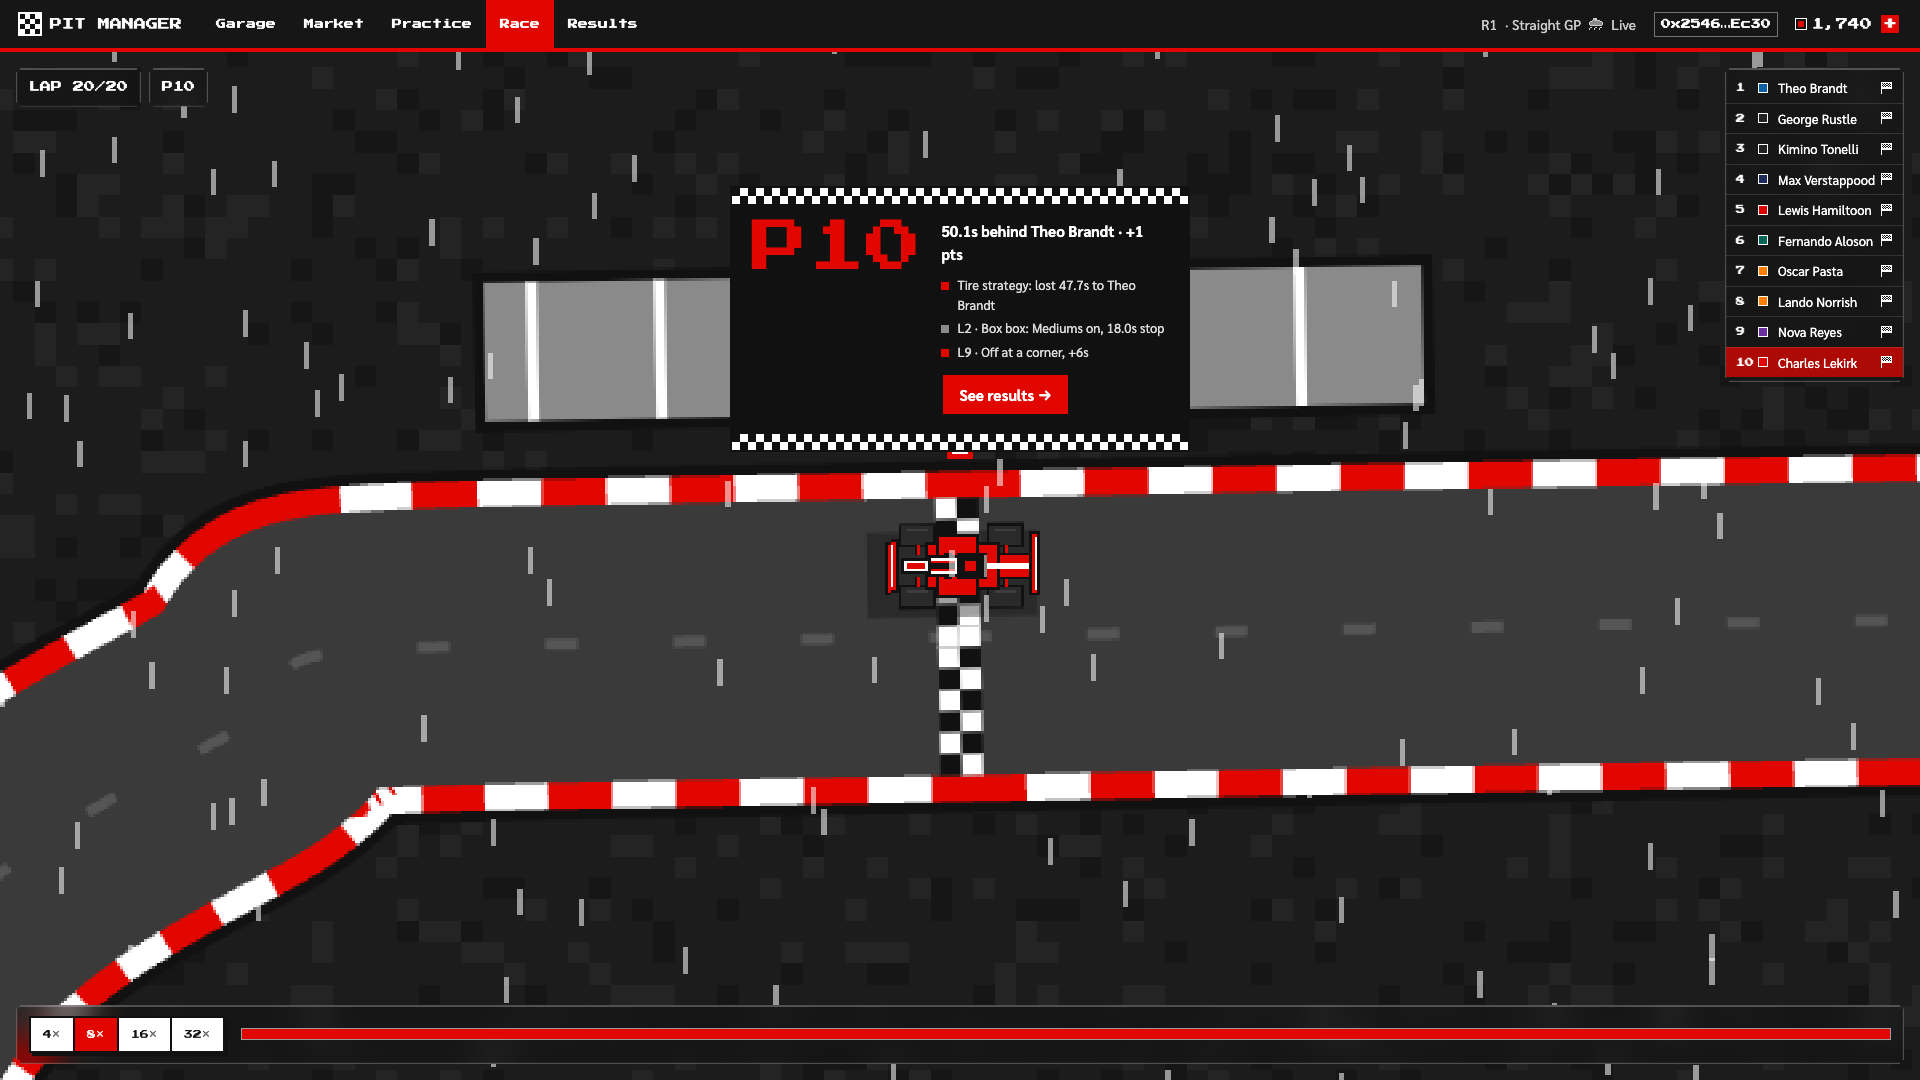 PIT MANAGER
Garage
Market
Practice
Race
Results
R1 · Straight GP Live
0x2546…Ec30
1,740
LAP 20/20
P10
1 Theo Brandt
2 George Rustle
3 Kimino Tonelli
4 Max Verstappood
5 Lewis Hamiltoon
6 Fernando Aloson
7 Oscar Pasta
8 Lando Norrish
9 Nova Reyes
10 Charles Lekirk
P10
50.1s behind Theo Brandt · +1
pts
Tire strategy: lost 47.7s to Theo
Brandt
L2 · Box box: Mediums on, 18.0s stop
L9 · Off at a corner, +6s
See results →
4×
8×
16×
32×